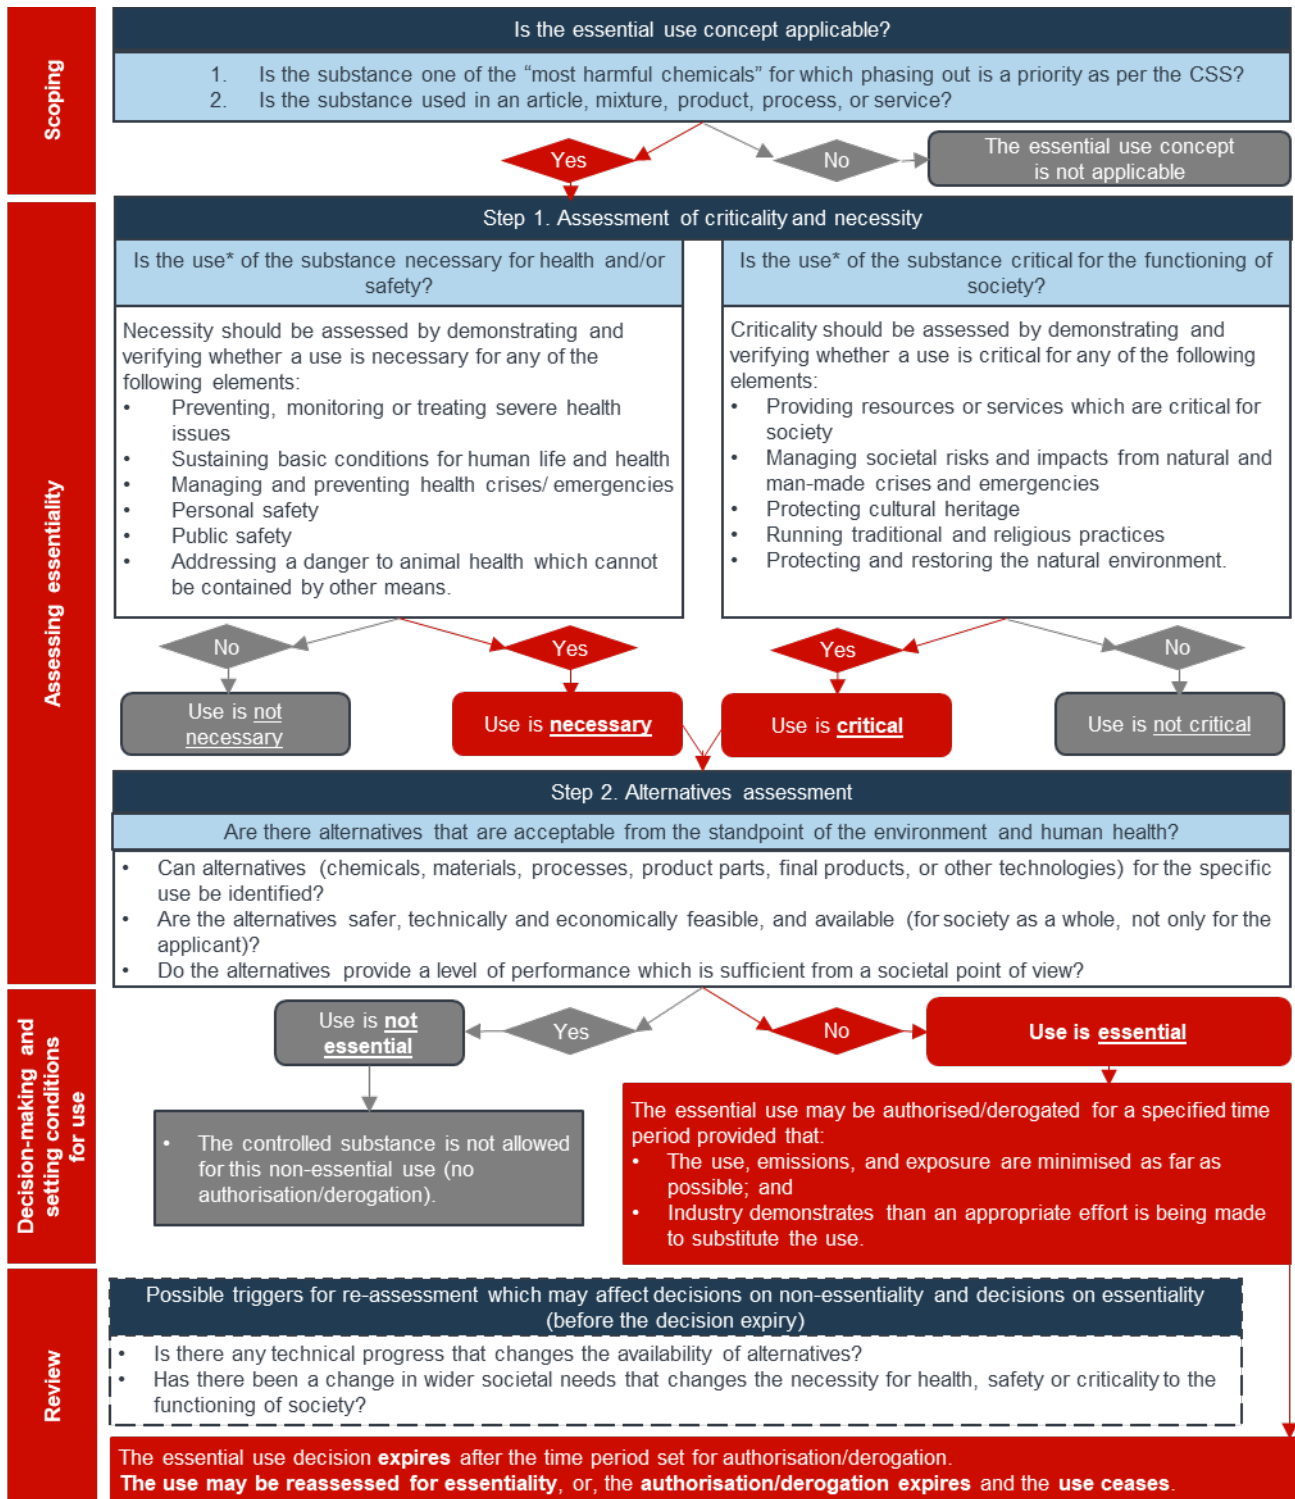 Scoping
Is the essential use concept applicable?
1. Is the substance one of the “most harmful chemicals” for which phasing out is a priority as per the CSS?
2. Is the substance used in an article, mixture, product, process, or service?
Yes
No
The essential use concept
is not applicable
Assessing essentiality
Step 1. Assessment of criticality and necessity
Is the use* of the substance necessary for health and/or
safety?
Necessity should be assessed by demonstrating and
verifying whether a use is necessary for any of the
following elements:
• Preventing, monitoring or treating severe health
issues
• Sustaining basic conditions for human life and health
• Managing and preventing health crises/ emergencies
• Personal safety
• Public safety
• Addressing a danger to animal health which cannot
be contained by other means.
Is the use* of the substance critical for the functioning of
society?
Criticality should be assessed by demonstrating and
verifying whether a use is critical for any of the following
elements:
• Providing resources or services which are critical for
society
• Managing societal risks and impacts from natural and
man-made crises and emergencies
• Protecting cultural heritage
• Running traditional and religious practices
• Protecting and restoring the natural environment.
No
Yes
Yes
No
Use is not
necessary
Use is necessary
Use is critical
Use is not critical
Step 2. Alternatives assessment
Are there alternatives that are acceptable from the standpoint of the environment and human health?
• Can alternatives (chemicals, materials, processes, product parts, final products, or other technologies) for the specific
use be identified?
• Are the alternatives safer, technically and economically feasible, and available (for society as a whole, not only for the
applicant)?
• Do the alternatives provide a level of performance which is sufficient from a societal point of view?
Decision-making and
setting conditions
for use
Use is not
essential
Yes
No
Use is essential
• The controlled substance is not allowed
for this non-essential use (no
authorisation/derogation).
The essential use may be authorised/derogated for a specified time
period provided that:
• The use, emissions, and exposure are minimised as far as
possible; and
• Industry demonstrates than an appropriate effort is being made
to substitute the use.
Review
Possible triggers for re-assessment which may affect decisions on non-essentiality and decisions on essentiality
(before the decision expiry)
• Is there any technical progress that changes the availability of alternatives?
• Has there been a change in wider societal needs that changes the necessity for health, safety or criticality to the
functioning of society?
The essential use decision expires after the time period set for authorisation/derogation.
The use may be reassessed for essentiality, or, the authorisation/derogation expires and the use ceases.